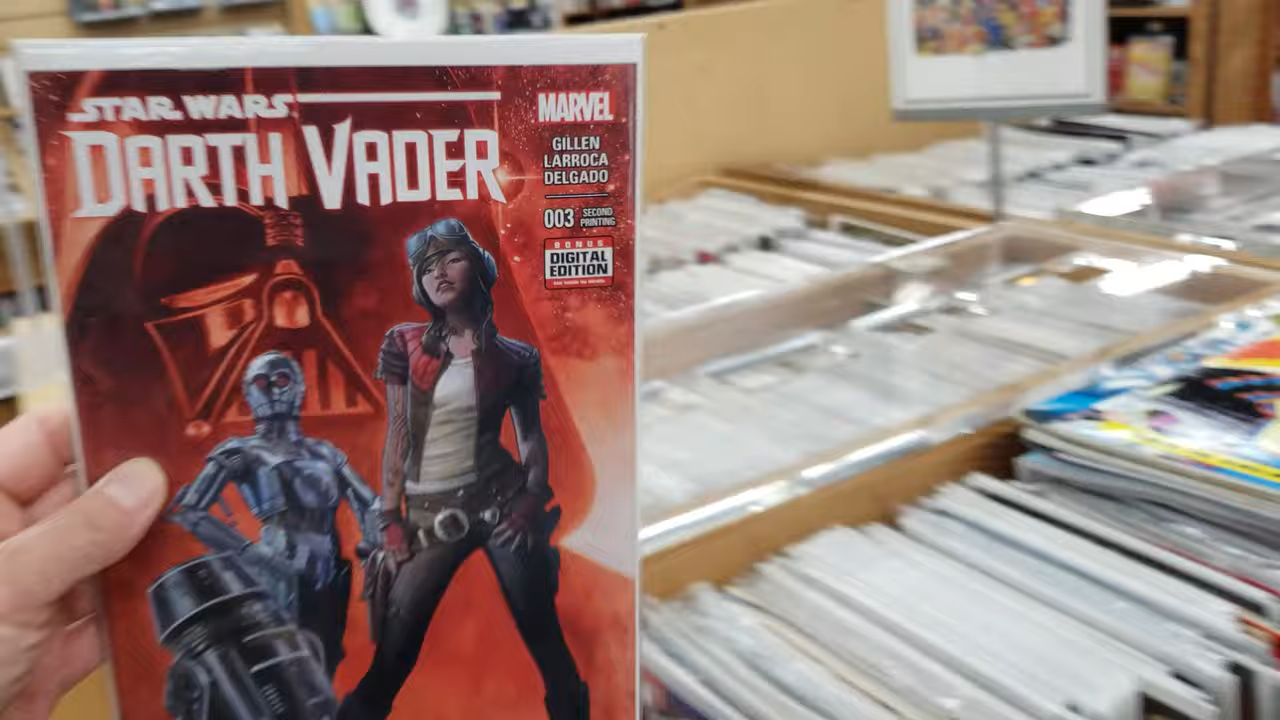 STAR WARS
DARTH VADER
MARVEL
GILLEN
LARROCA
DELGADO
003 SECOND
PRINTING
BONUS
DIGITAL
EDITION